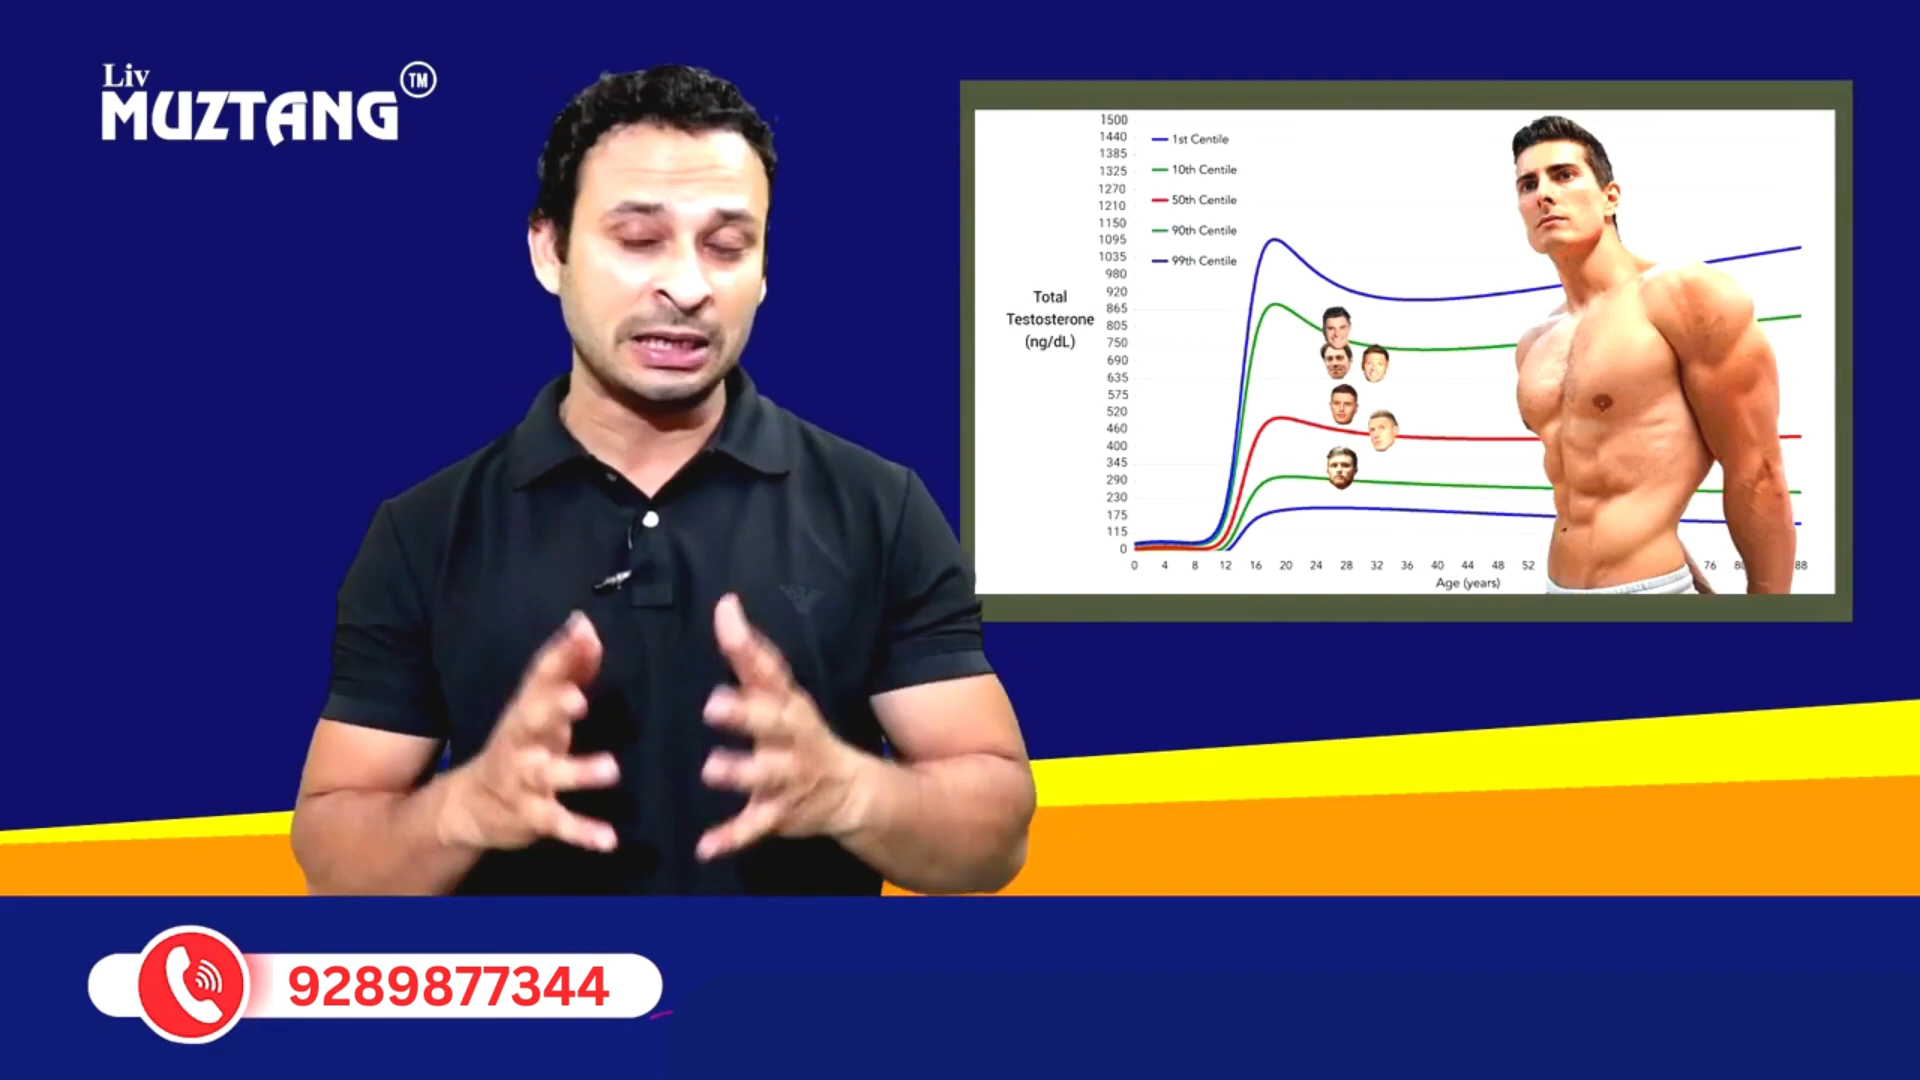 Liv
MUZTANG TM
1500
1440
1385
1325
1270
1210
1150
1095
1035
980
920
865
805
750
690
635
575
520
460
400
345
290
230
175
115
0
1st Centile
10th Centile
50th Centile
90th Centile
99th Centile
Total
Testosterone
(ng/dL)
0 4 8 12 16 20 24 28 32 36 40 44 48 52 76 88
Age (years)
9289877344